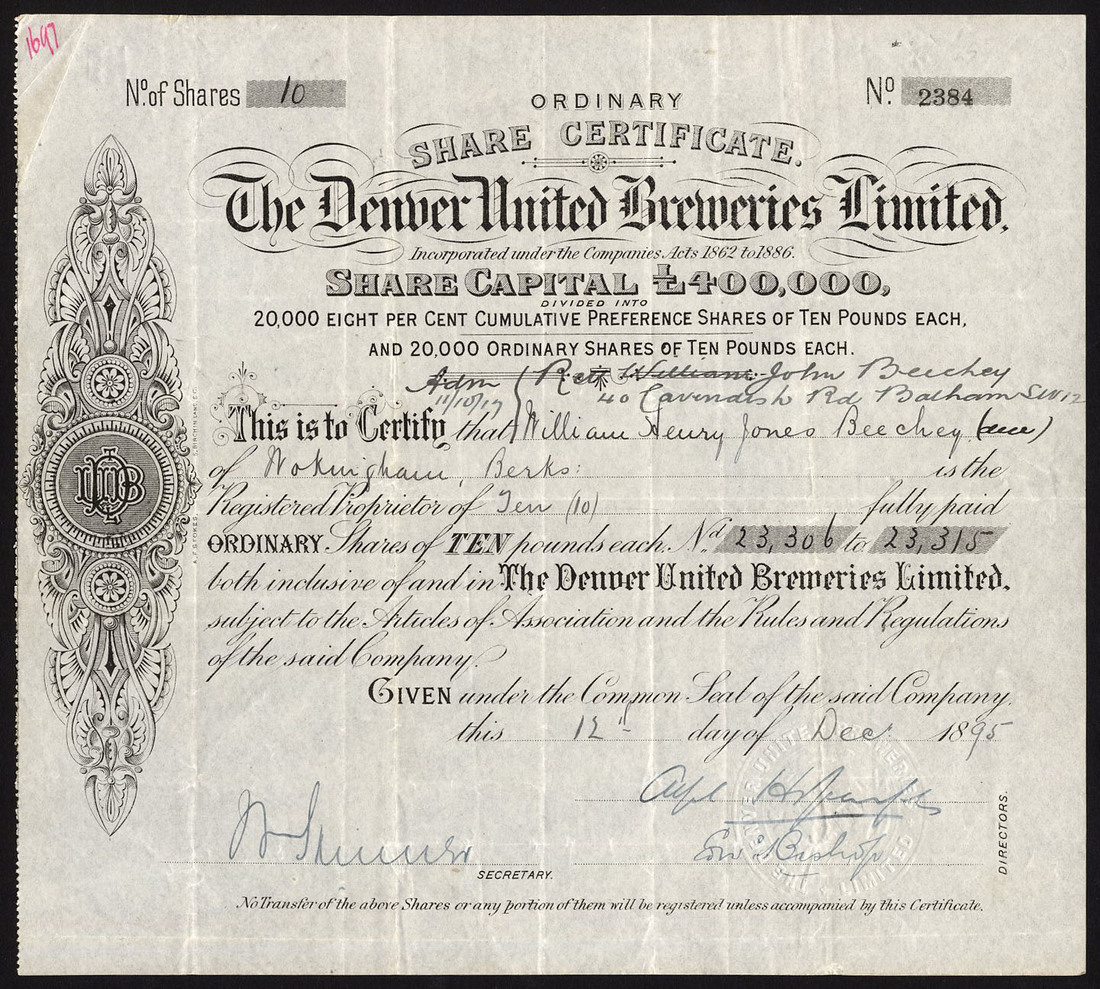 1697
No. of Shares 10
No. 2384
ORDINARY
SHARE CERTIFICATE.
The Denver United Breweries Limited.
Incorporated under the Companies Acts 1862 to 1886.
SHARE CAPITAL £400,000,
DIVIDED INTO
20,000 EIGHT PER CENT CUMULATIVE PREFERENCE SHARES OF TEN POUNDS EACH,
AND 20,000 ORDINARY SHARES OF TEN POUNDS EACH.
Adm William John Beechey
11/10/17 40 Cavendish Rd Balham SW12
This is to Certify that William Henry Jones Beechey (dec)
of Wokingham, Berks: is the
Registered Proprietor of Ten (10) fully paid
ORDINARY Shares of TEN pounds each. Nos. 23,306 to 23,315
both inclusive of and in The Denver United Breweries Limited.
subject to the Articles of Association and the Rules and Regulations
of the said Company.
GIVEN under the Common Seal of the said Company.
this 12th day of Dec. 1895
Edw Bishop
DIRECTORS.
SECRETARY.
No Transfer of the above Shares or any portion of them will be registered unless accompanied by this Certificate.